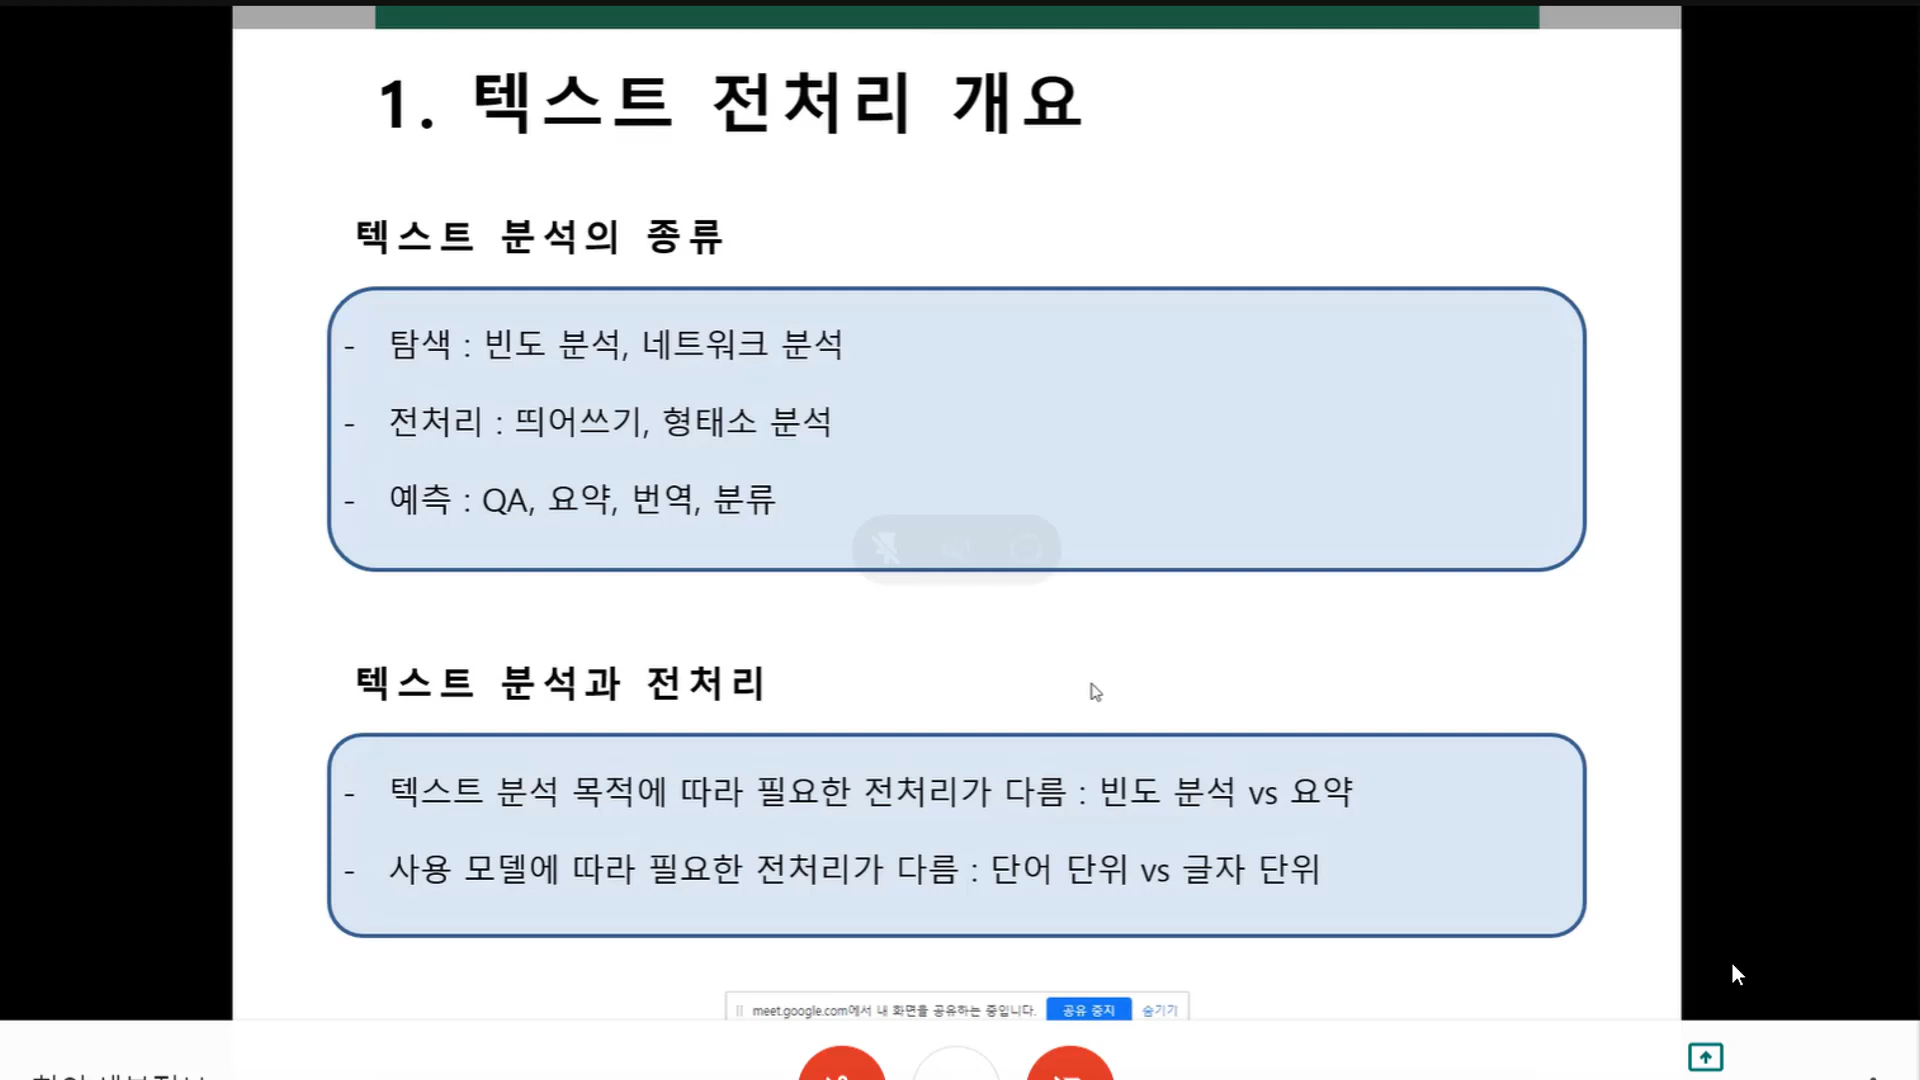 1. 텍스트 전처리 개요
텍스트 분석의 종류
- 탐색 : 빈도 분석, 네트워크 분석
- 전처리 : 띄어쓰기, 형태소 분석
- 예측 : QA, 요약, 번역, 분류
텍스트 분석과 전처리
- 텍스트 분석 목적에 따라 필요한 전처리가 다름 : 빈도 분석 vs 요약
- 사용 모델에 따라 필요한 전처리가 다름 : 단어 단위 vs 글자 단위
meet.google.com에서 내 화면을 공유하는 중입니다. 공유 중지 숨기기